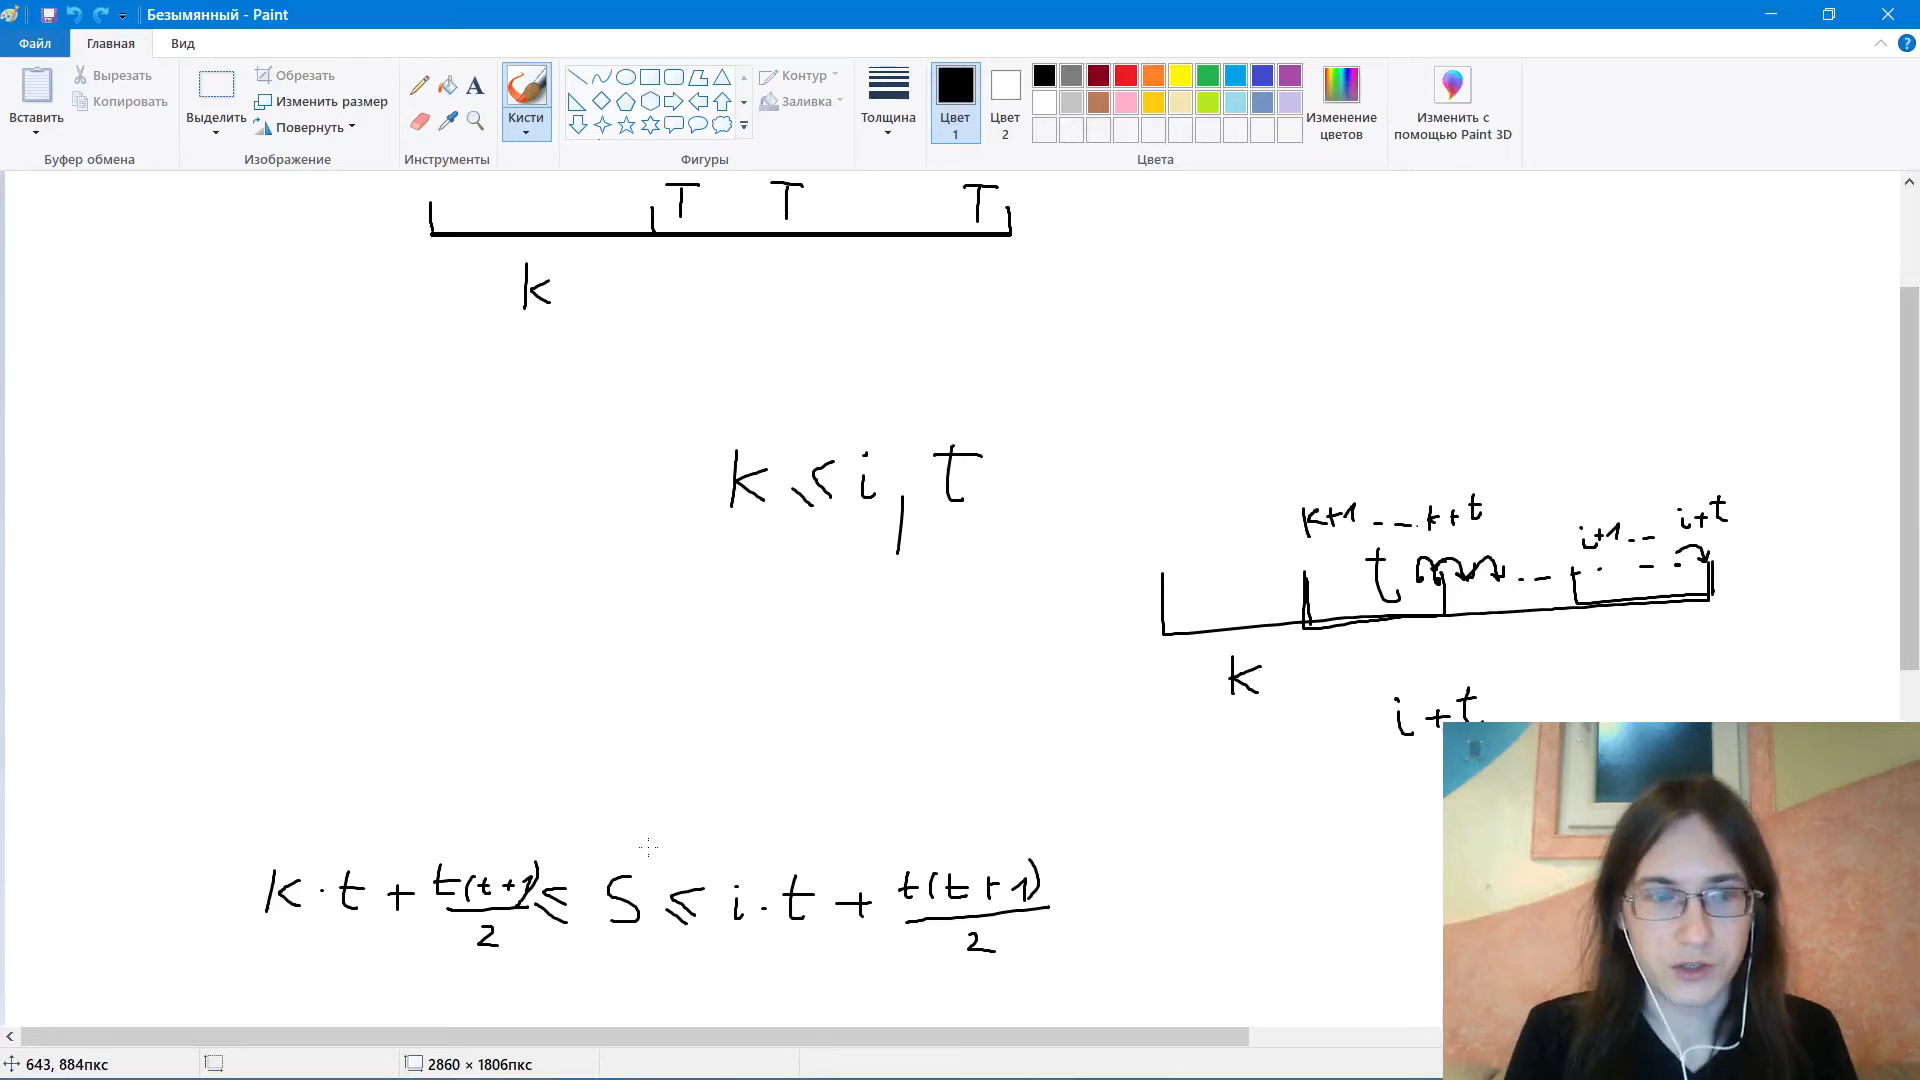 Безымянный - Paint
Файл
Главная
Вид
Вставить
Вырезать
Копировать
Буфер обмена
Выделить
Обрезать
Изменить размер
Повернуть
Изображение
A
Инструменты
Кисти
Контур
Заливка
Фигуры
Толщина
Цвет 1
Цвет 2
Изменение цветов
Цвета
Изменить с помощью Paint 3D
?
T T T
k
k ⩽ i, t
k+1 - - . k+t
i+1 . - - i+t
t
k
i+t
k·t + t(t+1)/2 ⩽ S ⩽ i·t + t(t+1)/2
643, 884пкс
2860 × 1806пкс